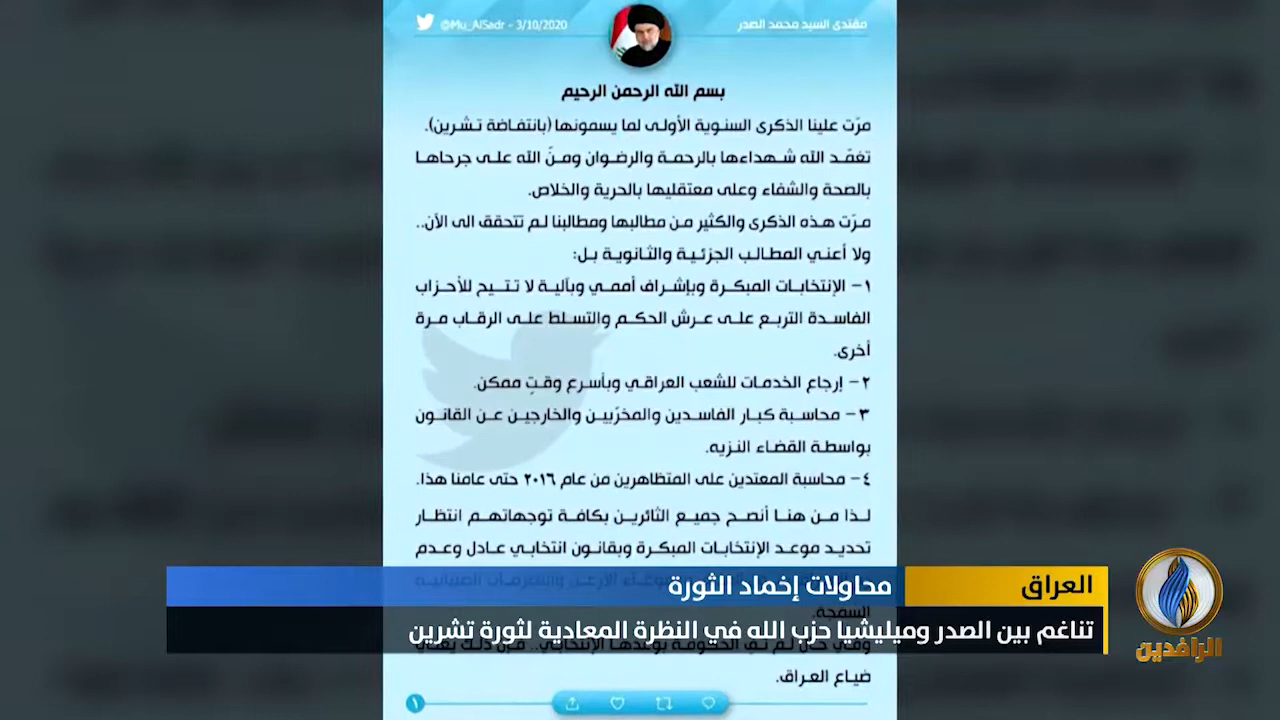 مقتدى السيد محمد الصدر
@Mu_AlSadr - 3/10/2020
بسم الله الرحمن الرحيم
مرّت علينا الذكرى السنوية الأولى لما يسمونها (بانتفاضة تشرين).
تغمّد الله شهداءها بالرحمة والرضوان ومنّ الله على جرحاها
بالصحة والشفاء وعلى معتقليها بالحرية والخلاص.
مرّت هذه الذكرى والكثير من مطالبها ومطالبنا لم تتحقق الى الأن..
ولا أعني المطالب الجزئية والثانوية بل:
١- الإنتخابات المبكرة وبإشراف أممي وبآلية لا تتيح للأحزاب
الفاسدة التربع على عرش الحكم والتسلط على الرقاب مرة
أخرى.
٢- إرجاع الخدمات للشعب العراقي وبأسرع وقتٍ ممكن.
٣- محاسبة كبار الفاسدين والمخرّبين والخارجين عن القانون
بواسطة القضاء النزيه.
٤- محاسبة المعتدين على المتظاهرين من عام ٢٠١٦ حتى عامنا هذا.
لذا من هنا أنصح جميع الثائرين بكافة توجهاتهم انتظار
تحديد موعد الإنتخابات المبكرة وبقانون انتخابي عادل وعدم
السمجة.
ضياع العراق.
١
العراق
محاولات إخماد الثورة
تناغم بين الصدر وميليشيا حزب الله في النظرة المعادية لثورة تشرين
الرافدين